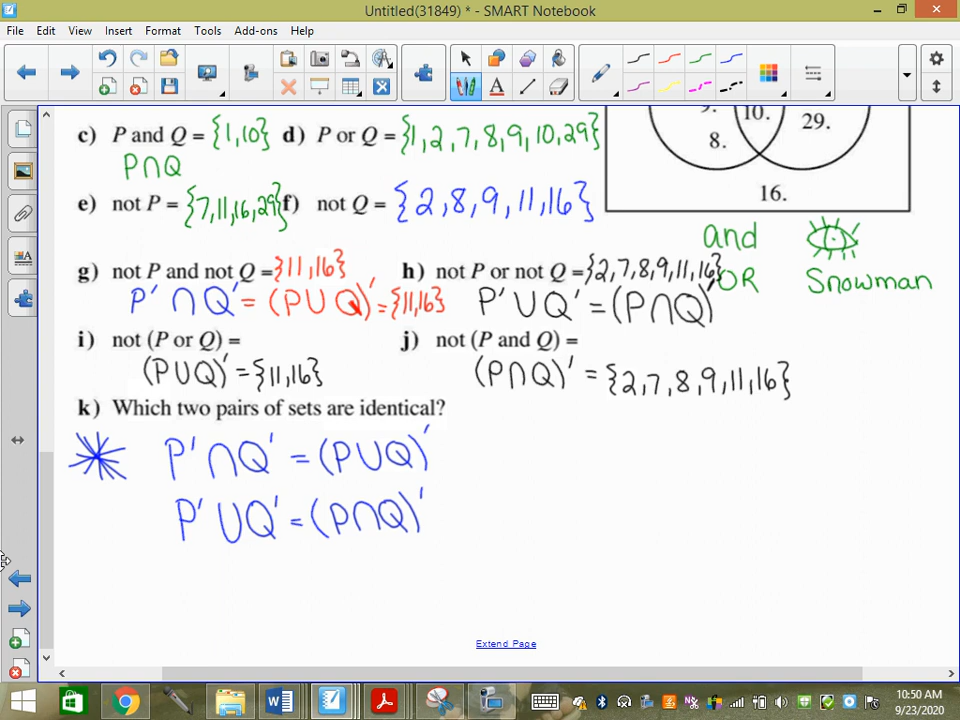 Untitled(31849) * - SMART Notebook
File Edit View Insert Format Tools Add-ons Help
c) P and Q = {1,10} d) P or Q = {1,2,7,8,9,10,29}
P∩Q
9. 10. 29.
8.
e) not P = {7,11,16,29} f) not Q = {2,8,9,11,16}
16.
and
OR Snowman
g) not P and not Q = {11,16} h) not P or not Q = {2,7,8,9,11,16}
P' ∩ Q' = (P∪Q)' = {11,16} P' ∪ Q' = (P∩Q)'
i) not (P or Q) = j) not (P and Q) =
(P∪Q)' = {11,16} (P∩Q)' = {2,7,8,9,11,16}
k) Which two pairs of sets are identical?
P'∩Q' = (P∪Q)'
P'∪Q' = (P∩Q)'
Extend Page
10:50 AM
9/23/2020